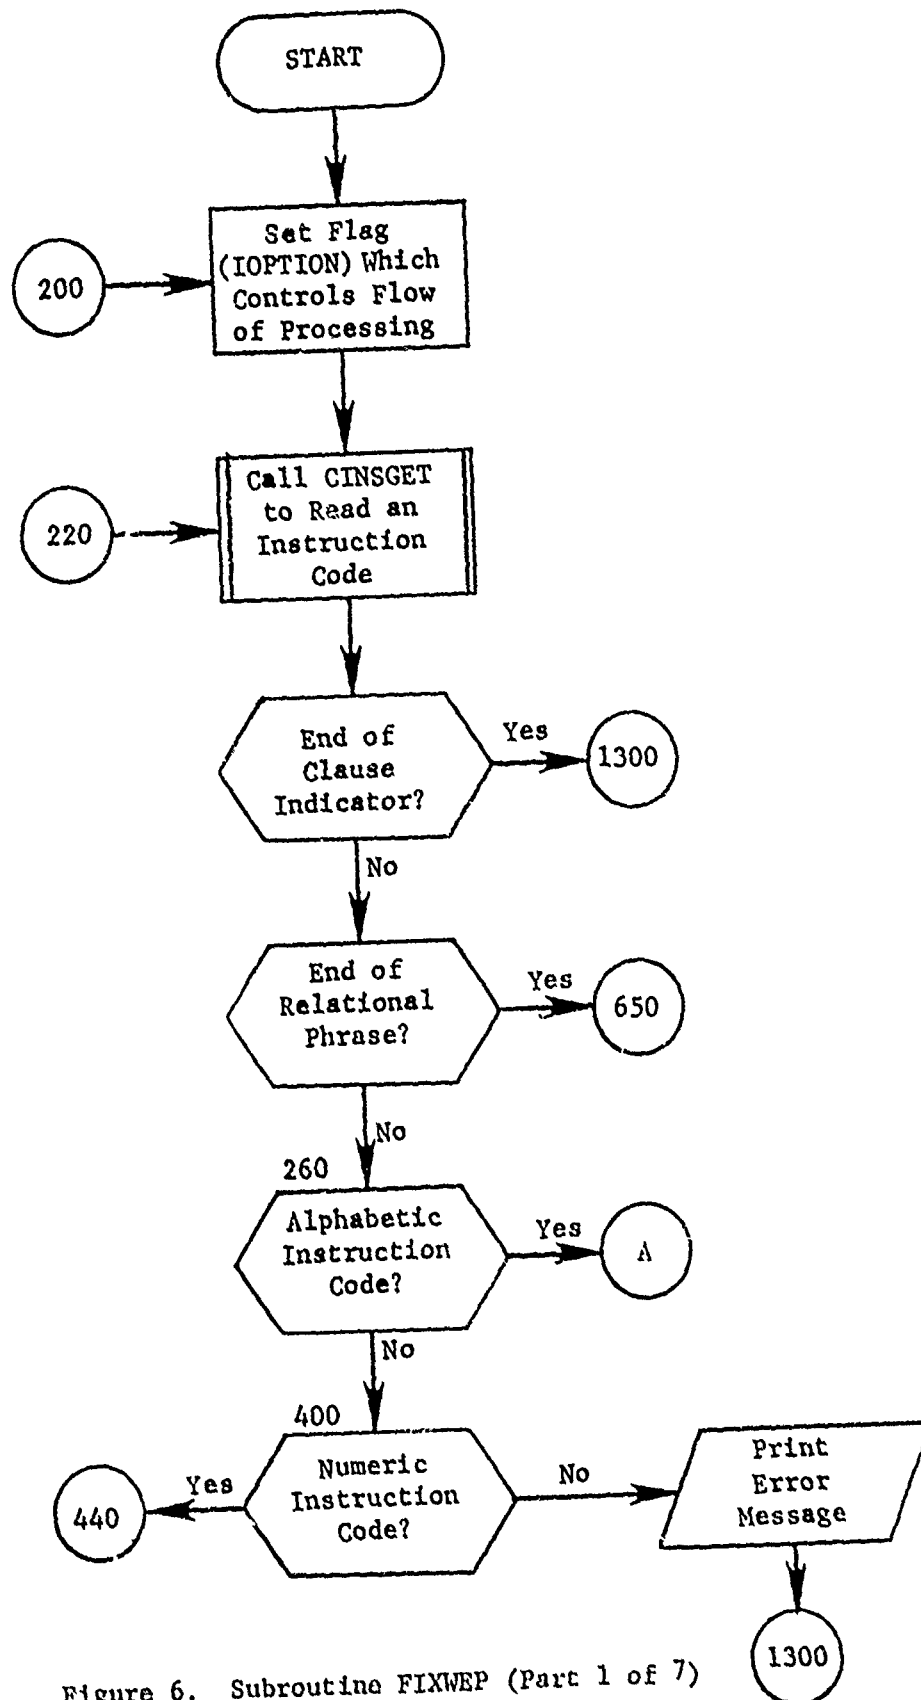 START
Set Flag
(IOPTION) Which
Controls Flow
of Processing
200
Call CINSGET
to Read an
Instruction
Code
220
End of
Clause
Indicator?
Yes
1300
No
End of
Relational
Phrase?
Yes
650
No
260
Alphabetic
Instruction
Code?
Yes
A
No
400
Numeric
Instruction
Code?
Yes
440
No
Print
Error
Message
1300
Figure 6. Subroutine FIXWEP (Part 1 of 7)